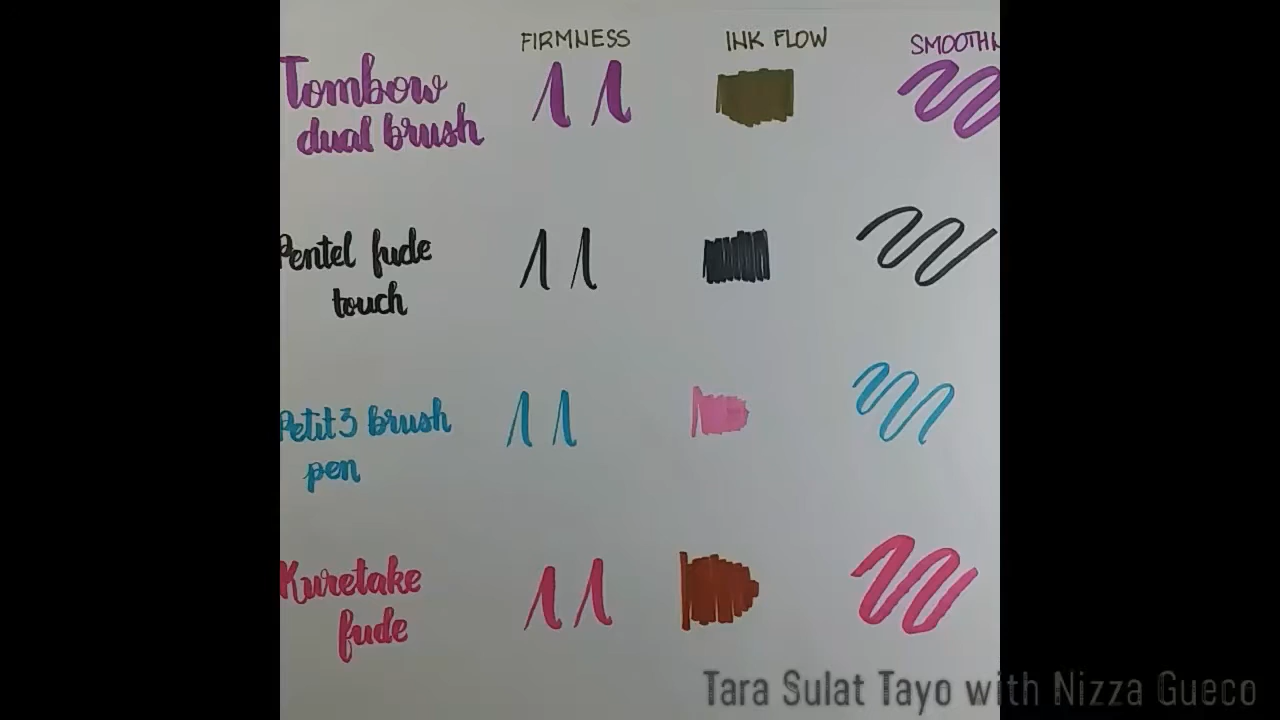 FIRMNESS INK FLOW SMOOTHN
Tombow
dual brush
Pentel fude
touch
Petit3 brush
pen
Kuretake
fude
Tara Sulat Tayo with Nizza Gueco